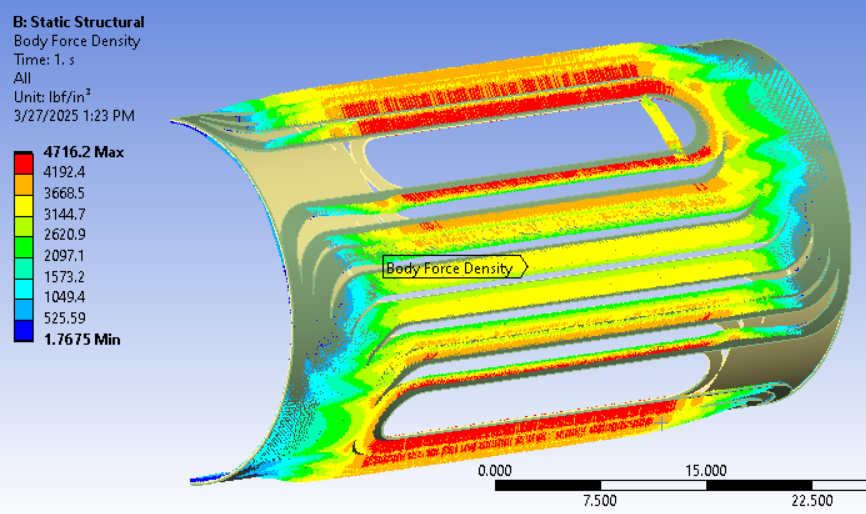 B: Static Structural
Body Force Density
Time: 1. s
All
Unit: lbf/in³
3/27/2025 1:23 PM
4716.2 Max
4192.4
3668.5
3144.7
2620.9
2097.1
1573.2
1049.4
525.59
1.7675 Min
Body Force Density
0.000 15.000
7.500 22.500